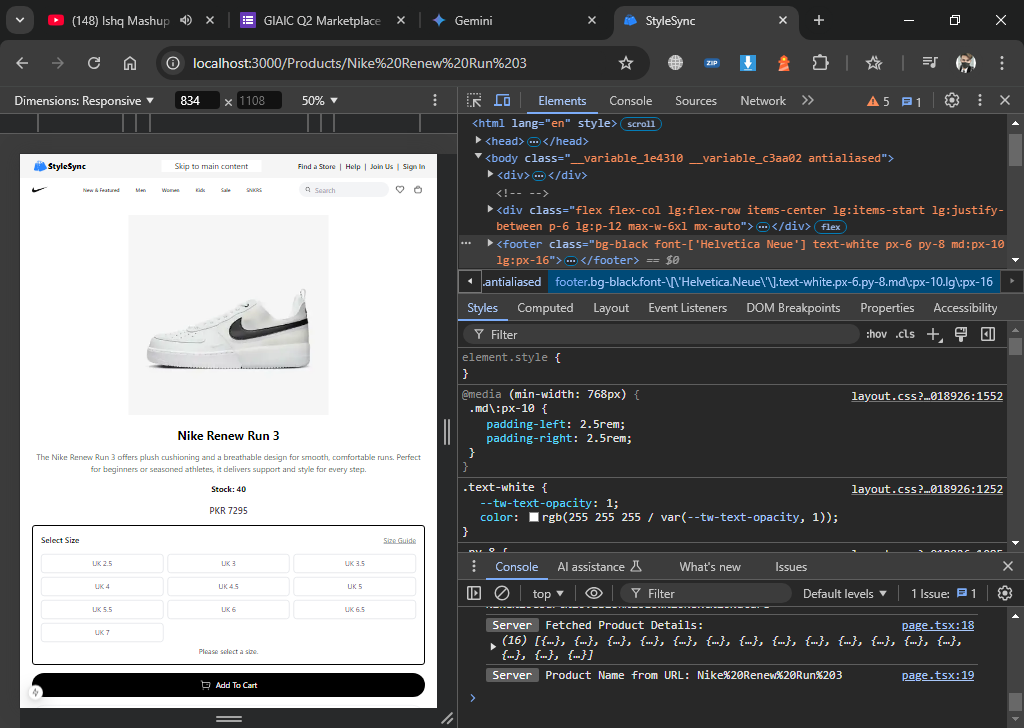 (148) Ishq Mashup
GIAIC Q2 Marketplace
Gemini
StyleSync
localhost:3000/Products/Nike%20Renew%20Run%203
ZIP
Dimensions: Responsive 834 × 1108 50%
Elements Console Sources Network 5 1
<html lang="en" style> scroll
<head> … </head>
<body class="__variable_1e4310 __variable_c3aa02 antialiased">
<div> … </div>
<!-- -->
<div class="flex flex-col lg:flex-row items-center lg:items-start lg:justify-
between p-6 lg:p-12 max-w-6xl mx-auto"> … </div> flex
<footer class="bg-black font-['Helvetica Neue'] text-white px-6 py-8 md:px-10
lg:px-16"> … </footer> == $0
.antialiased footer.bg-black.font-\[\'Helvetica.Neue\'\].text-white.px-6.py-8.md\:px-10.lg\:px-16
Styles Computed Layout Event Listeners DOM Breakpoints Properties Accessibility
Filter :hov .cls
element.style {
}
@media (min-width: 768px) {
.md\:px-10 { layout.css?…018926:1552
padding-left: 2.5rem;
padding-right: 2.5rem;
}
}
.text-white { layout.css?…018926:1252
--tw-text-opacity: 1;
color: rgb(255 255 255 / var(--tw-text-opacity, 1));
}
Console AI assistance What's new Issues
top Filter Default levels 1 Issue: 1
Server Fetched Product Details: page.tsx:18
(16) [{…}, {…}, {…}, {…}, {…}, {…}, {…}, {…}, {…}, {…}, {…}, {…}, {…},
{…}, {…}, {…}]
Server Product Name from URL: Nike%20Renew%20Run%203 page.tsx:19
StyleSync
Skip to main content
Find a Store | Help | Join Us | Sign In
New & Featured Men Women Kids Sale SNKRS
Search
Nike Renew Run 3
The Nike Renew Run 3 offers plush cushioning and a breathable design for smooth, comfortable runs. Perfect
for beginners or seasoned athletes, it delivers support and style for every step.
Stock: 40
PKR 7295
Select Size Size Guide
UK 2.5 UK 3 UK 3.5
UK 4 UK 4.5 UK 5
UK 5.5 UK 6 UK 6.5
UK 7
Please select a size.
Add To Cart